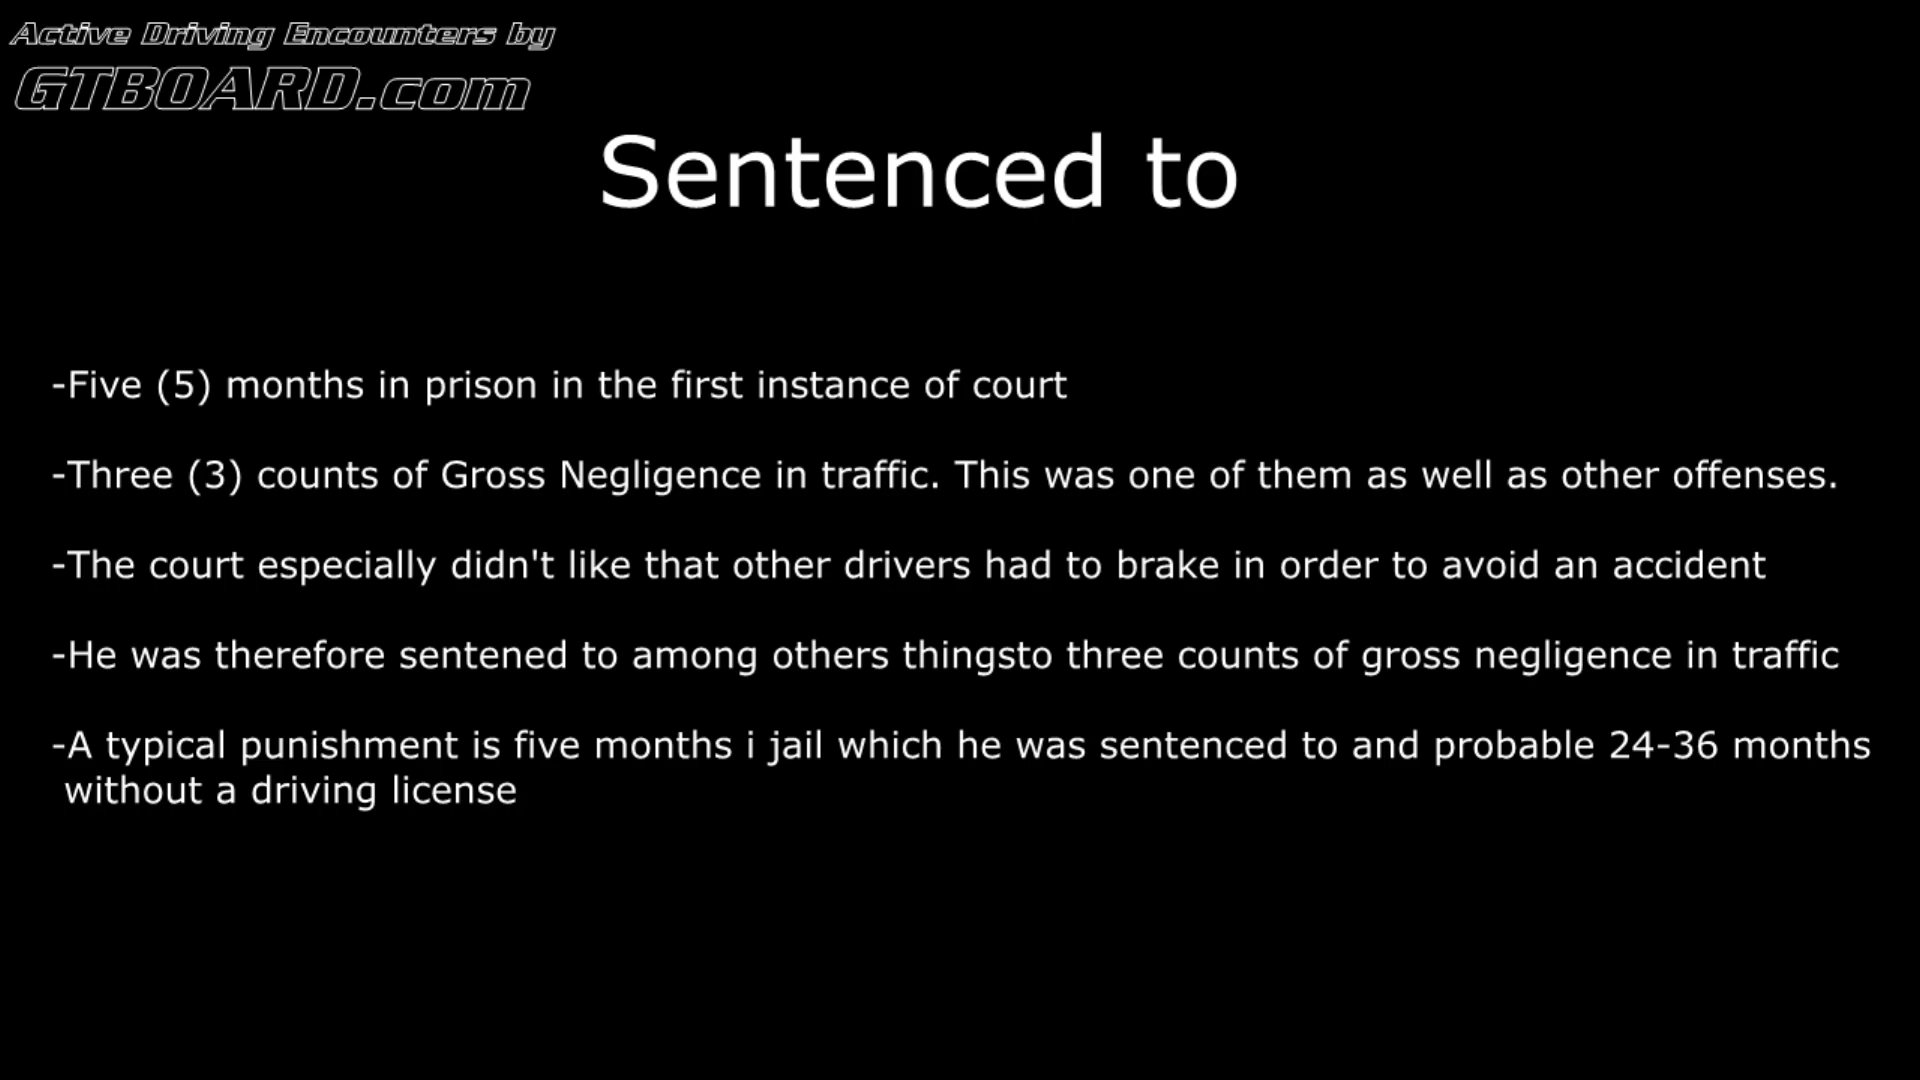 Active Driving Encounters by
GTBOARD.com
Sentenced to
-Five (5) months in prison in the first instance of court
-Three (3) counts of Gross Negligence in traffic. This was one of them as well as other offenses.
-The court especially didn't like that other drivers had to brake in order to avoid an accident
-He was therefore sentened to among others thingsto three counts of gross negligence in traffic
-A typical punishment is five months i jail which he was sentenced to and probable 24-36 months
without a driving license